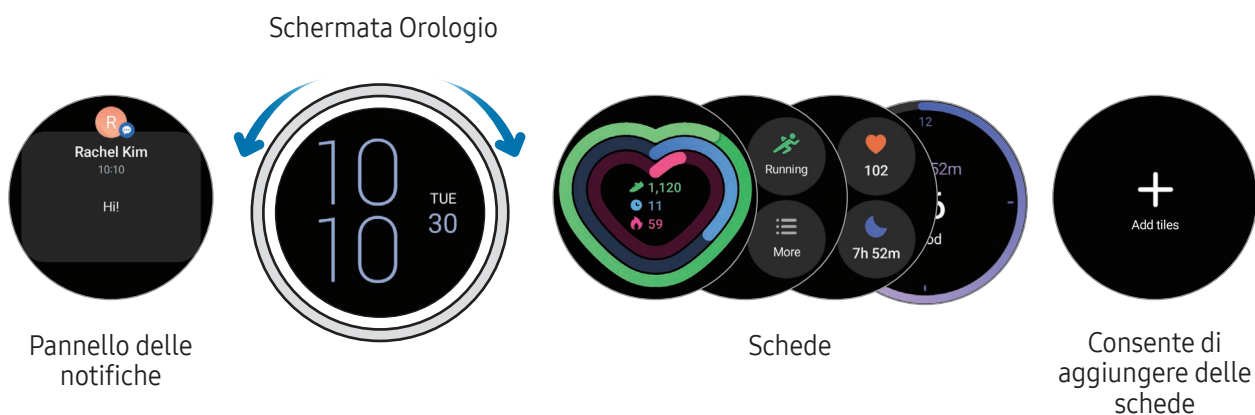 Schermata Orologio
R
Rachel Kim
10:10
Hi!
10
10
TUE
30
1,120
11
59
Running
More
102
7h 52m
12
52m
od
Add tiles
Pannello delle
notifiche
Schede
Consente di
aggiungere delle
schede